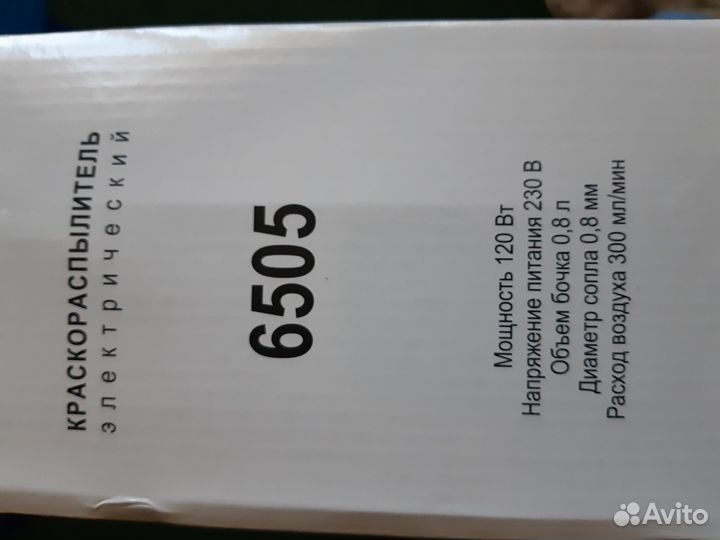 КРАСКОРАСПЫЛИТЕЛЬ
электрический
6505
Мощность 120 Вт
Напряжение питания 230 В
Объем бочка 0,8 л
Диаметр сопла 0,8 мм
Расход воздуха 300 мл/мин
Avito